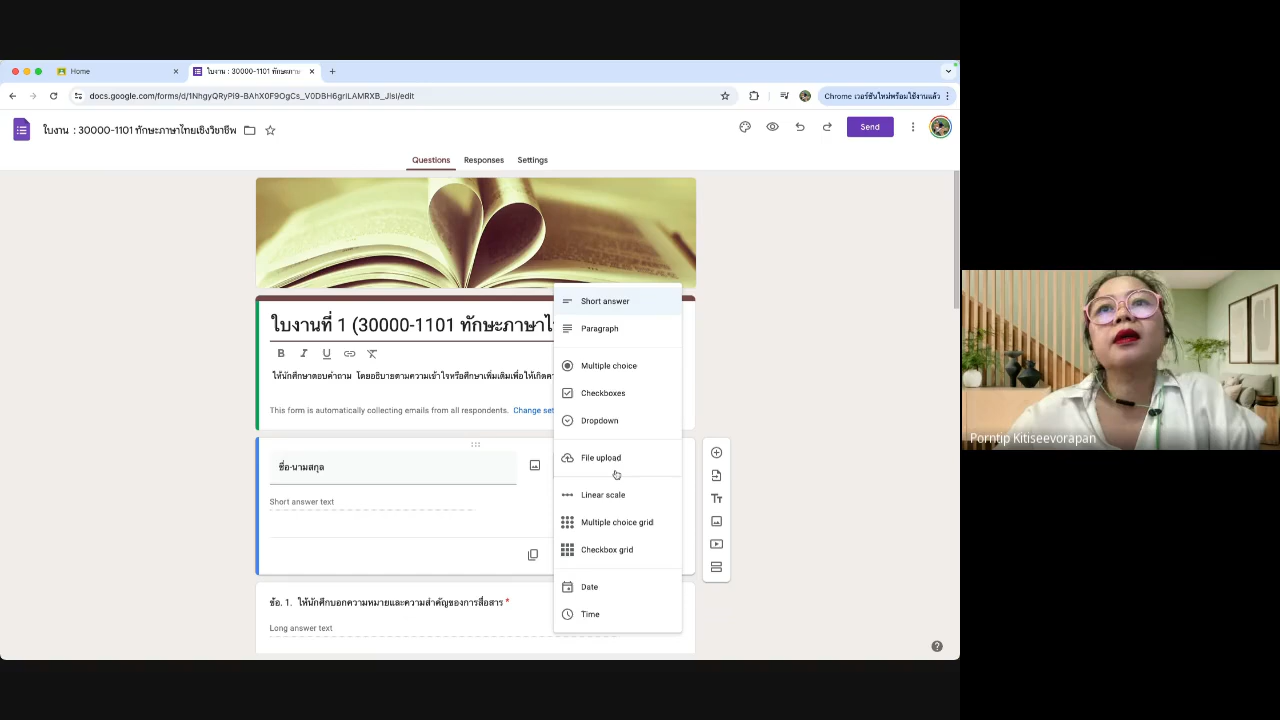 Home
ใบงาน : 30000-1101 ทักษะภาษ
docs.google.com/forms/d/1NhgyQRyPI9-BAhX0F9OgCs_V0DBH6griLAMRXB_JisI/edit
Chrome เวอร์ชันใหม่พร้อมใช้งานแล้ว
ใบงาน : 30000-1101 ทักษะภาษาไทยเชิงวิชาชีพ
Send
Questions
Responses
Settings
ใบงานที่ 1 (30000-1101 ทักษะภาษาไ
B I U
ให้นักศึกษาตอบคำถาม โดยอธิบายตามความเข้าใจหรือศึกษาเพิ่มเติมเพื่อให้เกิดคว
This form is automatically collecting emails from all respondents. Change set
ชื่อ-นามสกุล
Short answer text
Short answer
Paragraph
Multiple choice
Checkboxes
Dropdown
File upload
Linear scale
Multiple choice grid
Checkbox grid
Date
Time
Tт
ข้อ. 1. ให้นักศึกบอกความหมายและความสำคัญของการสื่อสาร *
Long answer text
Porntip Kitiseevorapan